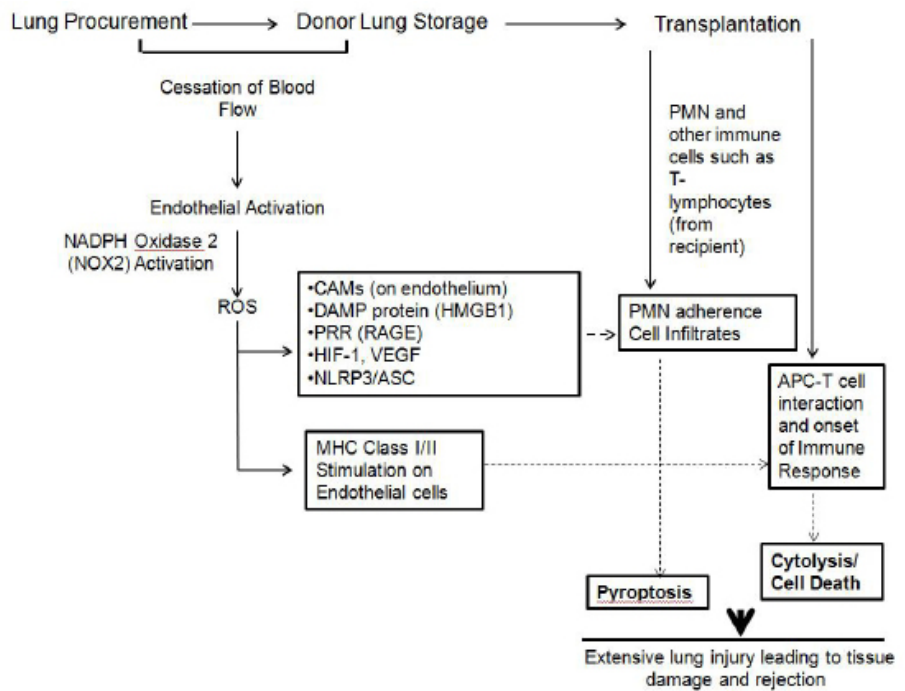 Lung Procurement
Donor Lung Storage
Transplantation
Cessation of Blood
Flow
Endothelial Activation
NADPH Oxidase 2
(NOX2) Activation
ROS
•CAMs (on endothelium)
•DAMP protein (HMGB1)
•PRR (RAGE)
•HIF-1, VEGF
•NLRP3/ASC
MHC Class I/II
Stimulation on
Endothelial cells
PMN and
other immune
cells such as
T-
lymphocytes
(from
recipient)
PMN adherence
Cell Infiltrates
APC-T cell
interaction
and onset
of Immune
Response
Pyroptosis
Cytolysis/
Cell Death
Extensive lung injury leading to tissue
damage and rejection